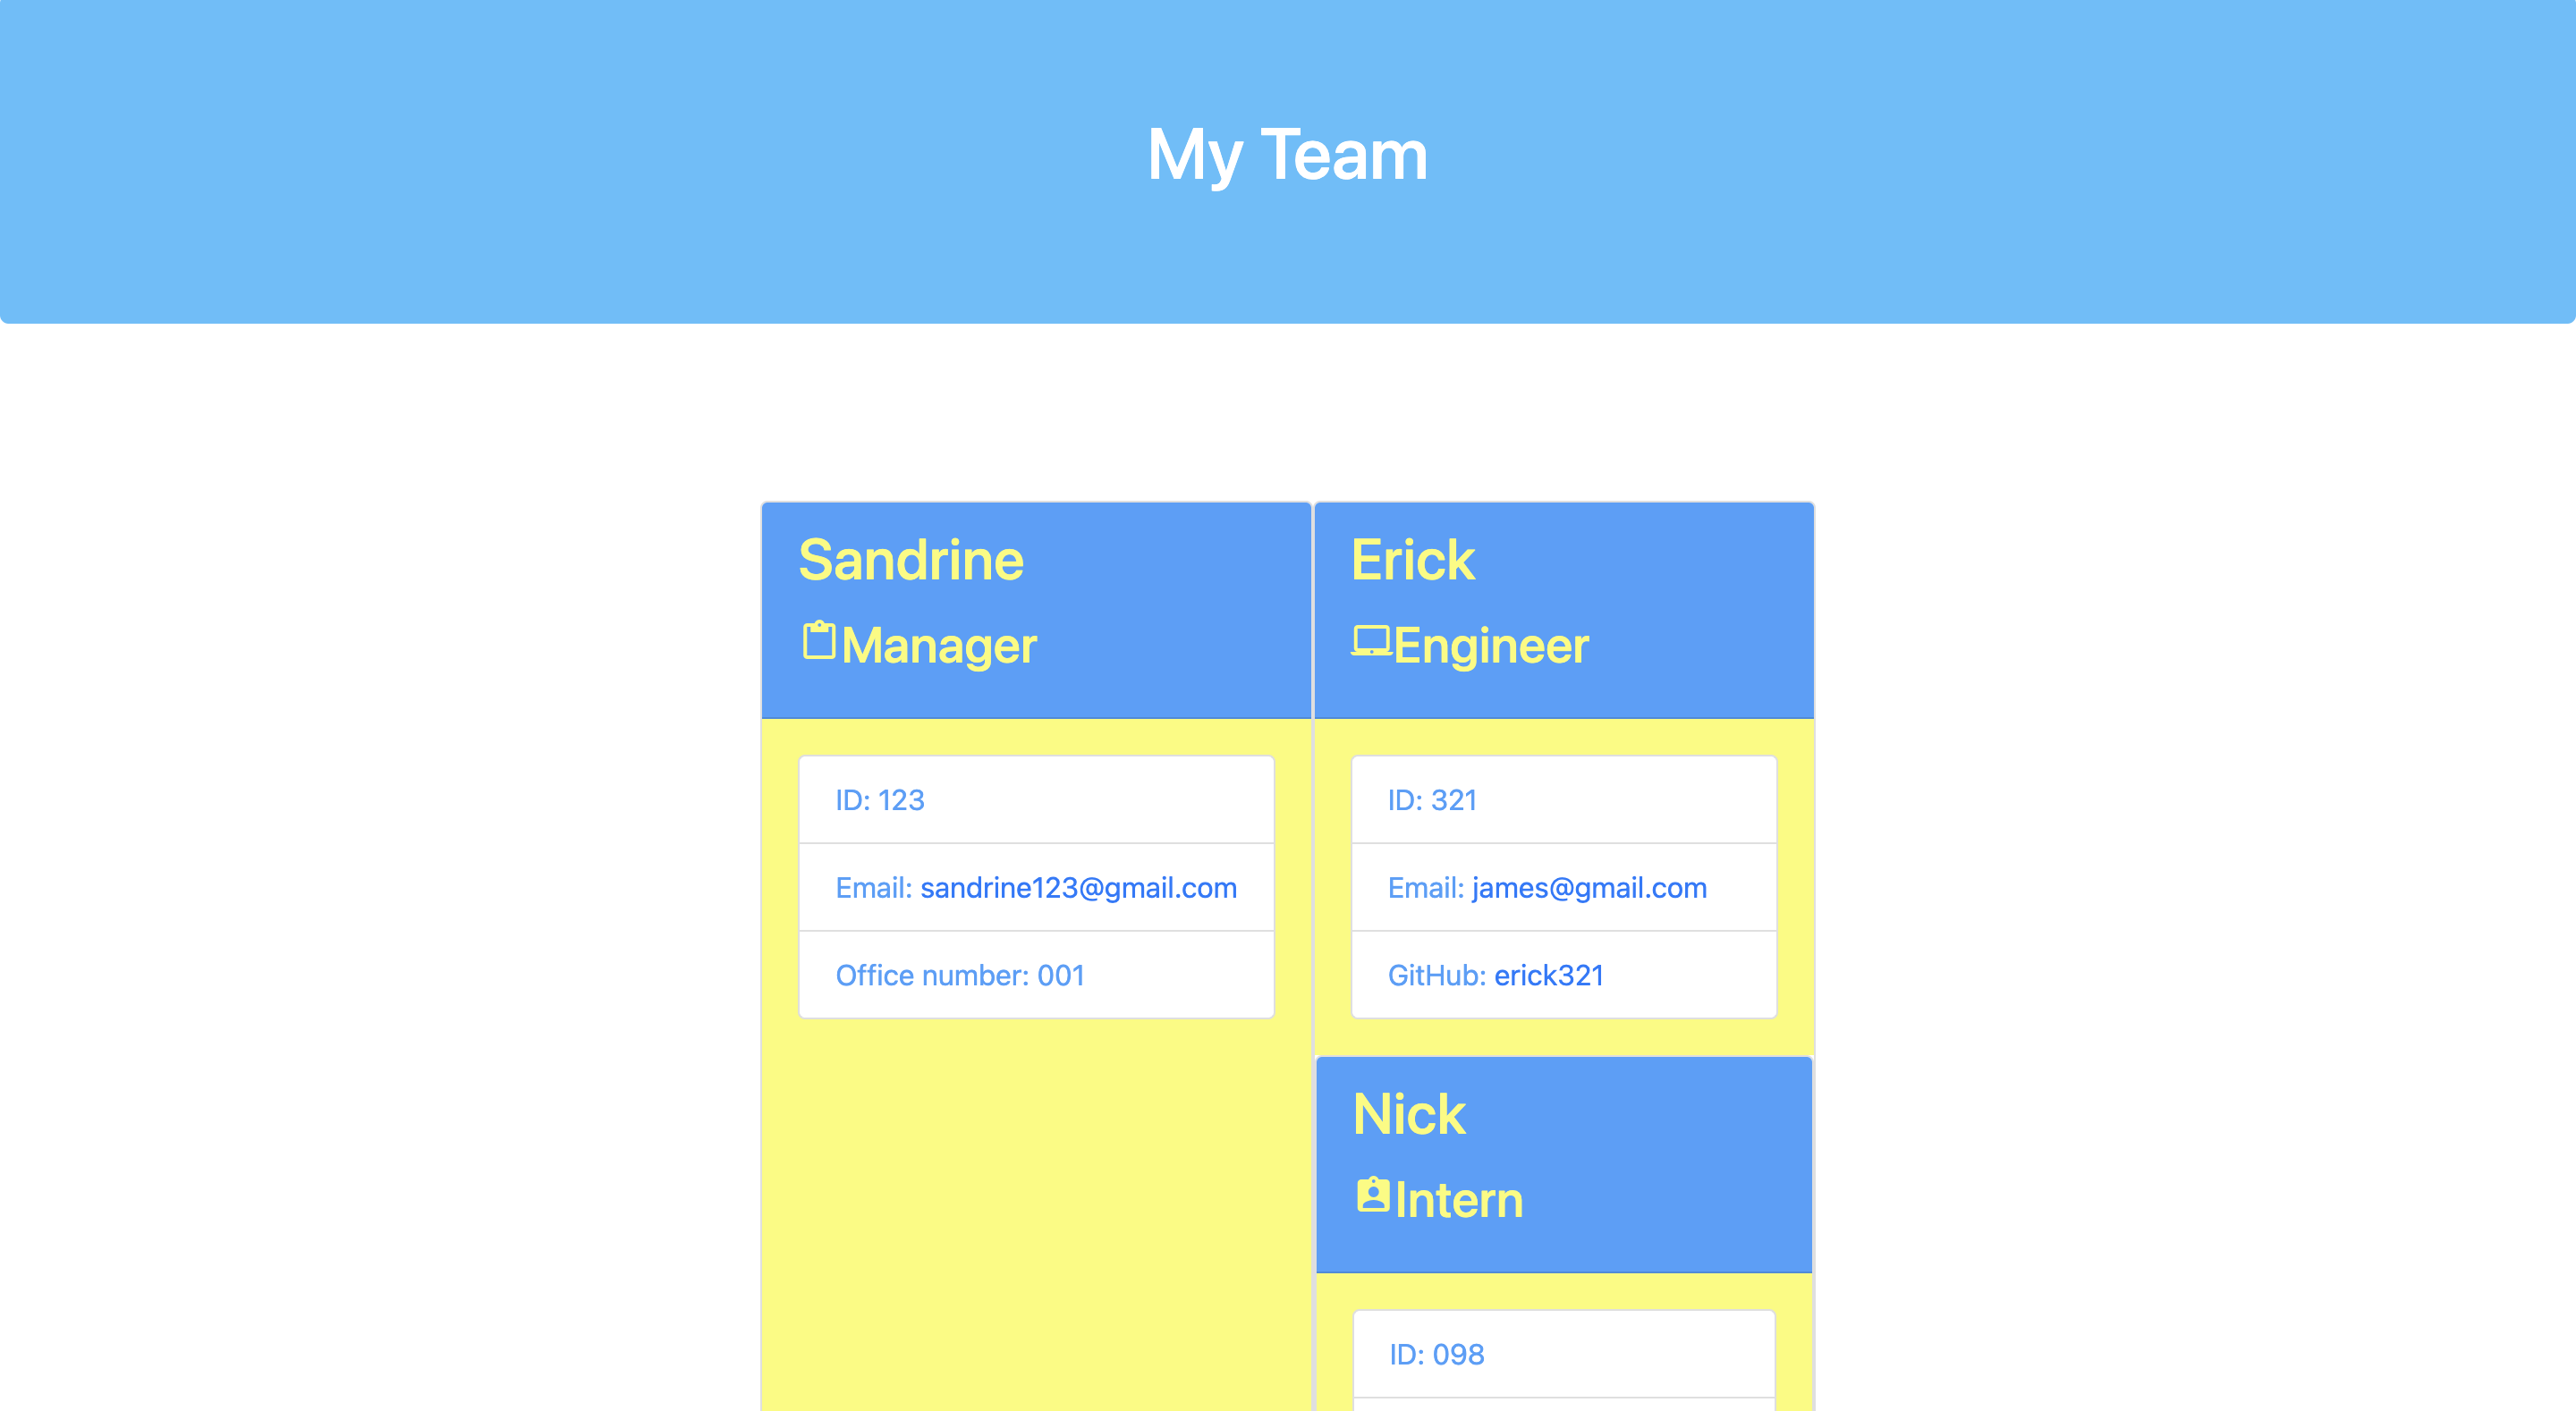 My Team
Sandrine
Manager
ID: 123
Email: sandrine123@gmail.com
Office number: 001
Erick
Engineer
ID: 321
Email: james@gmail.com
GitHub: erick321
Nick
Intern
ID: 098